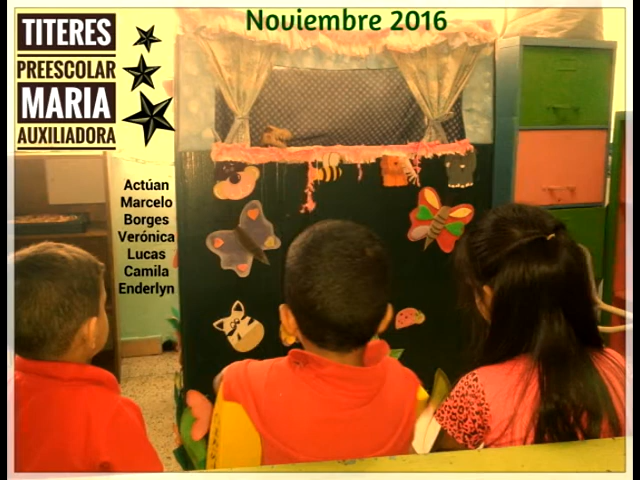 Noviembre 2016
TITERES
PREESCOLAR
MARIA
AUXILIADORA
Actúan
Marcelo
Borges
Verónica
Lucas
Camila
Enderlyn